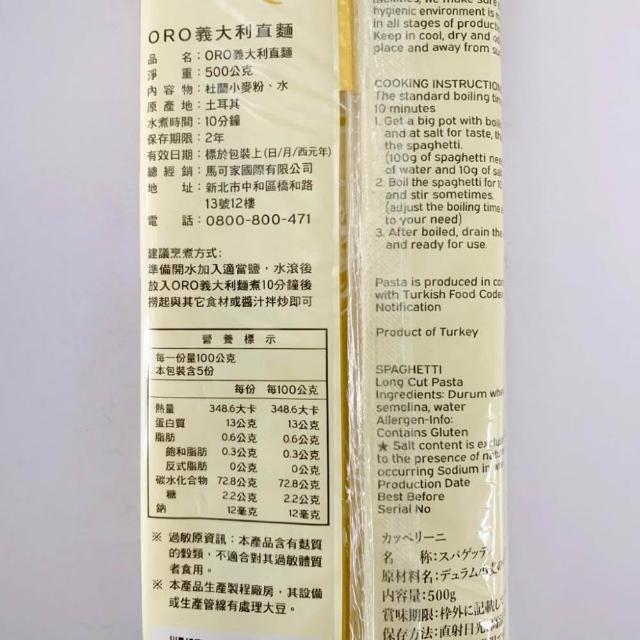 ORO義大利直麵
品 名：ORO義大利直麵
淨 重：500公克
內 容 物：杜蘭小麥粉、水
原 產 地：土耳其
水煮時間：10分鐘
保存期限：2年
有效日期：標於包裝上(日/月/西元年)
總 經 銷：馬可家國際有限公司
地 址：新北市中和區橋和路
13號12樓
電 話：0800-800-471
建議烹煮方式:
準備開水加入適當鹽，水滾後
放入ORO義大利麵煮10分鐘後
撈起與其它食材或醬汁拌炒即可
營 養 標 示
每一份量100公克
本包裝含5份
每份 每100公克
熱量 348.6大卡 348.6大卡
蛋白質 13公克 13公克
脂肪 0.6公克 0.6公克
飽和脂肪 0.3公克 0.3公克
反式脂肪 0公克 0公克
碳水化合物 72.8公克 72.8公克
糖 2.2公克 2.2公克
鈉 12毫克 12毫克
※ 過敏原資訊：本產品含有麩質
的穀類，不適合對其過敏體質
者食用。
※ 本產品生產製程廠房，其設備
或生產管線有處理大豆。
hygienic environment is
in all stages of
Keep in cool, dry and
place and away from
COOKING
The standard boiling
10 minutes
1. Get a big pot with
and at salt for taste,
the spaghetti.
(100g of spaghetti
of water and 10g of
2. Boil the spaghetti for
and stir sometimes.
(adjust the boiling time
to your need)
3. After boiled, drain the
and ready for use.
Pasta is produced in
with Turkish Food
Notification
Product of Turkey
SPAGHETTI
Long Cut Pasta
Ingredients: Durum
semolina, water
Allergen-Info:
Contains Gluten
★ Salt content is
to the presence of
occurring Sodium in
Production Date
Best Before
Serial No
カッペリーニ
名 称:スパゲッティ
原材料名:デュラム
内容量:500g
賞味期限:枠外に記載
保存方法:直射日光